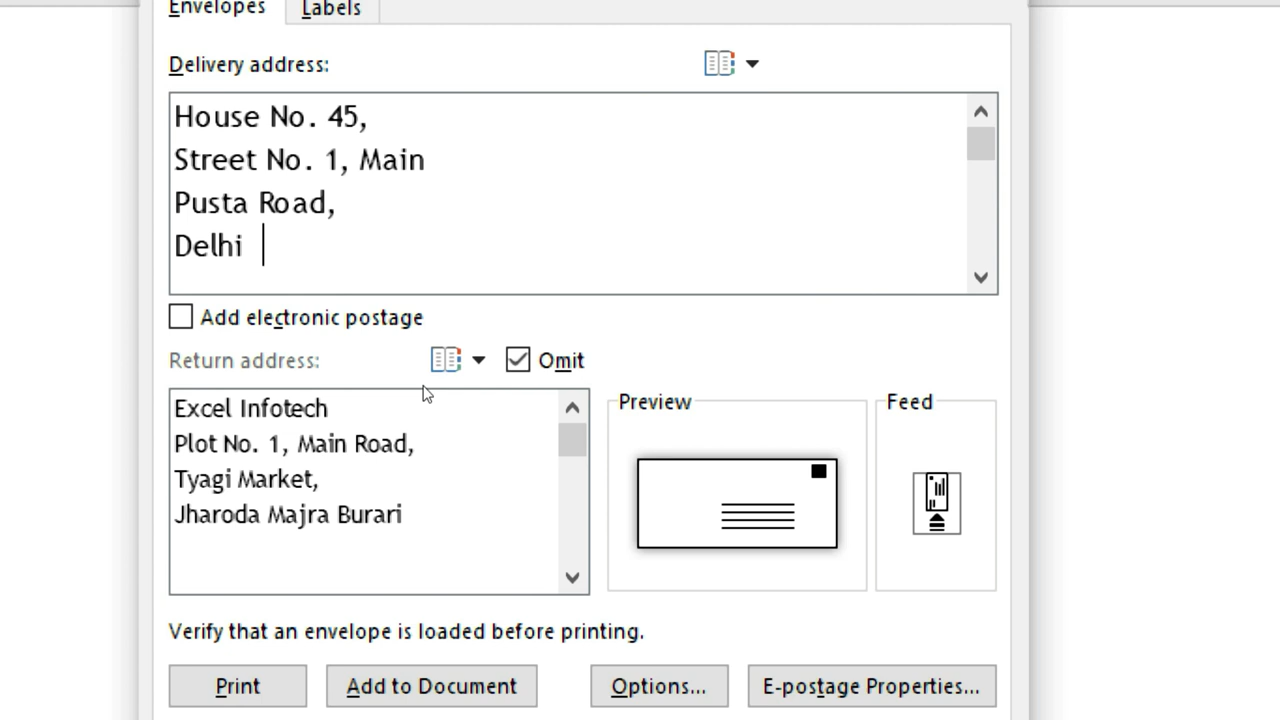 Envelopes
Labels
Delivery address:
House No. 45,
Street No. 1, Main
Pusta Road,
Delhi
Add electronic postage
Return address:
Omit
Excel Infotech
Plot No. 1, Main Road,
Tyagi Market,
Jharoda Majra Burari
Preview
Feed
Verify that an envelope is loaded before printing.
Print
Add to Document
Options...
E-postage Properties...